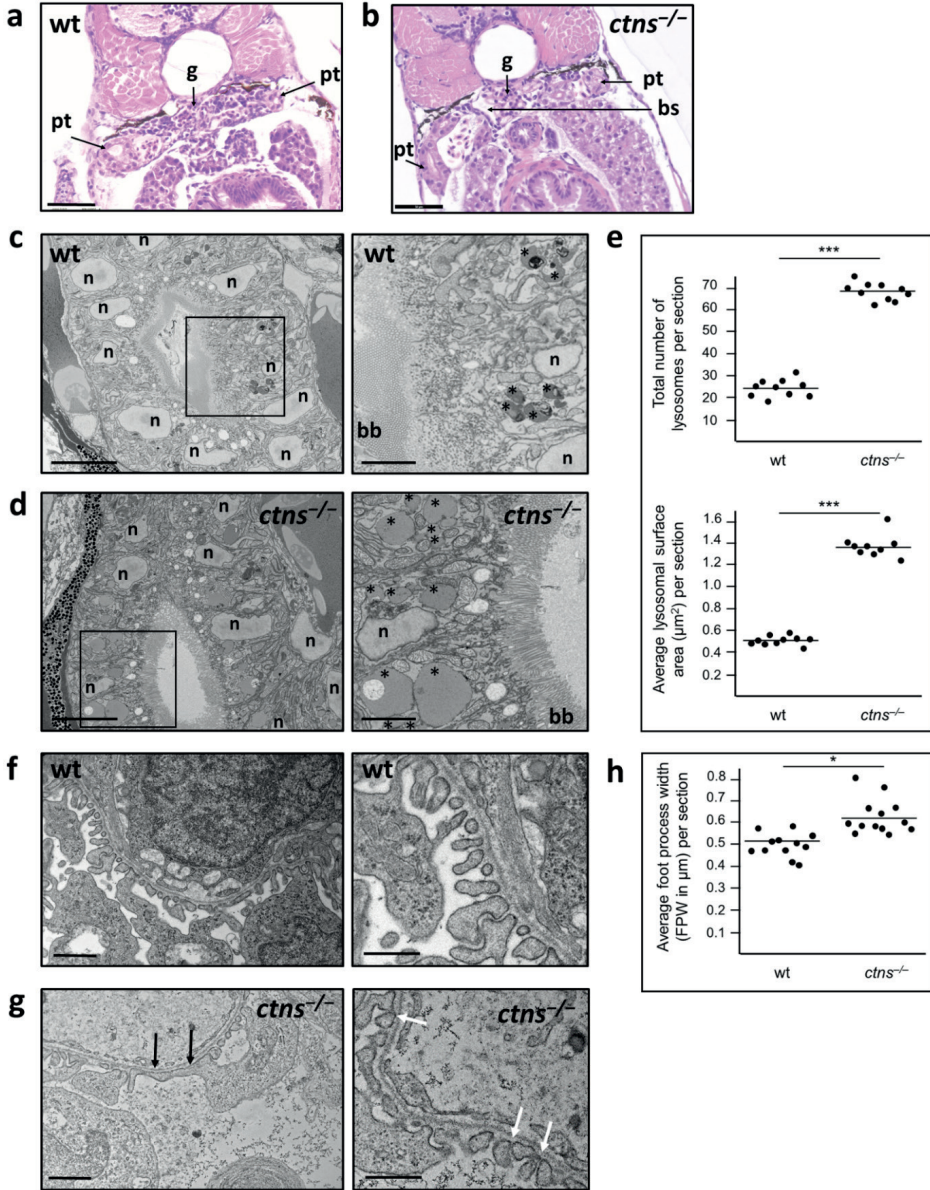 a
wt
g
pt
pt
b
ctns–/–
g
pt
bs
pt
c
wt
n
n
n
n
n
n
n
n
n
n
wt
*
*
n
*
*
*
*
bb
n
d
ctns–/–
n
n
n
n
n
n
n
ctns–/–
*
*
*
*
*
*
*
*
n
*
*
*
*
bb
e
Total number of
lysosomes per section
***
70
60
50
40
30
20
10
wt
ctns–/–
Average lysosomal surface
area (μm²) per section
***
1.6
1.4
1.2
1.0
0.8
0.6
0.4
0.2
wt
ctns–/–
f
wt
wt
g
ctns–/–
ctns–/–
h
Average foot process width
(FPW in μm) per section
*
0.8
0.7
0.6
0.5
0.4
0.3
0.2
0.1
wt
ctns–/–